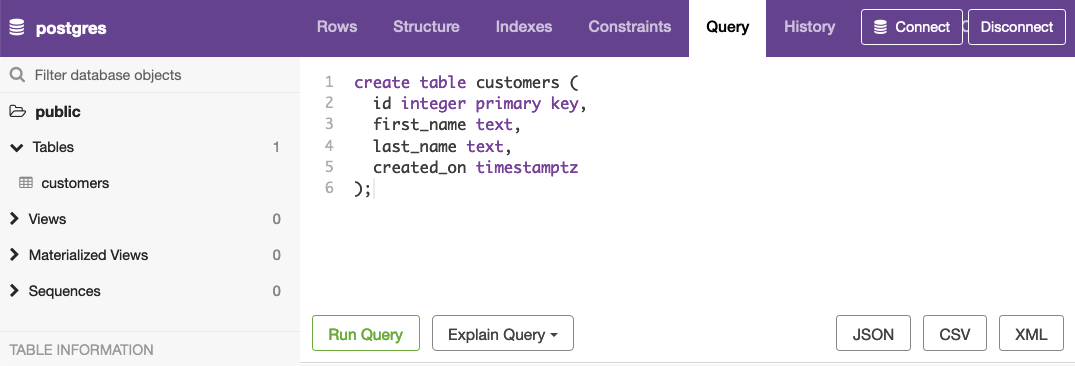 postgres
Rows Structure Indexes Constraints Query History Connect Disconnect
Filter database objects
public
Tables 1
customers
Views 0
Materialized Views 0
Sequences 0
TABLE INFORMATION
1 create table customers (
2 id integer primary key,
3 first_name text,
4 last_name text,
5 created_on timestamptz
6 );
Run Query Explain Query JSON CSV XML